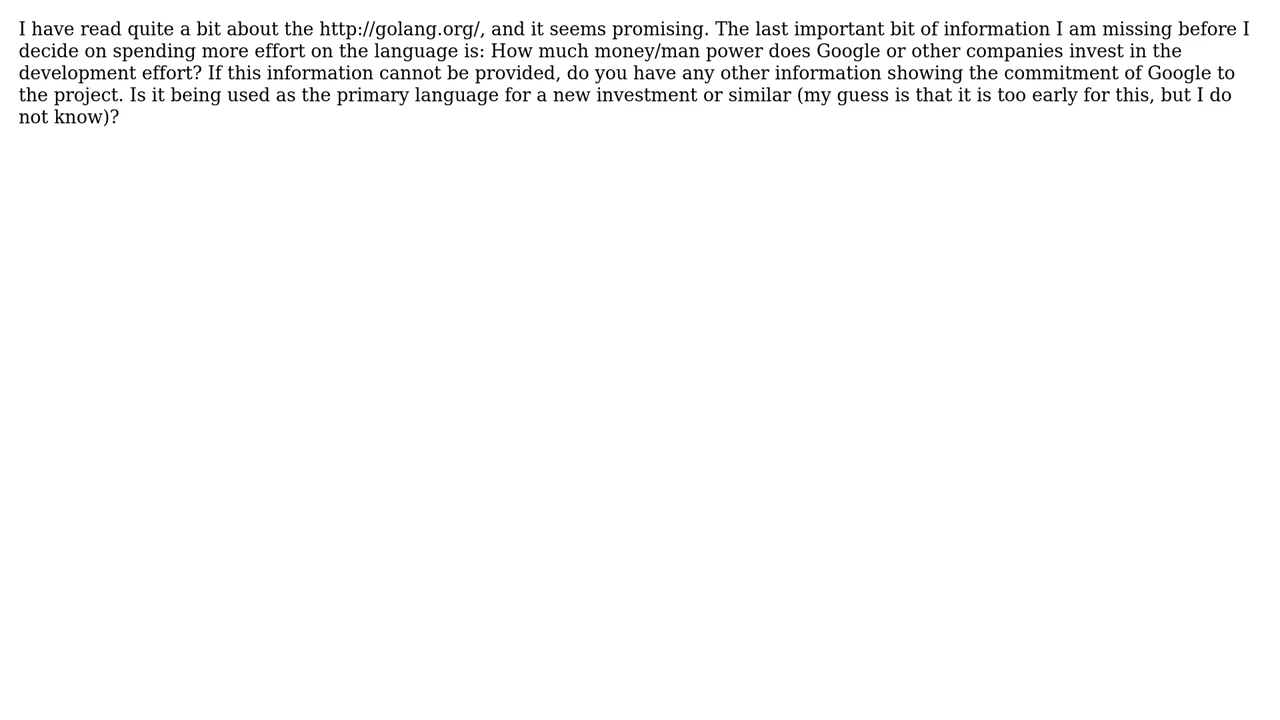 I have read quite a bit about the http://golang.org/, and it seems promising. The last important bit of information I am missing before I
decide on spending more effort on the language is: How much money/man power does Google or other companies invest in the
development effort? If this information cannot be provided, do you have any other information showing the commitment of Google to
the project. Is it being used as the primary language for a new investment or similar (my guess is that it is too early for this, but I do
not know)?